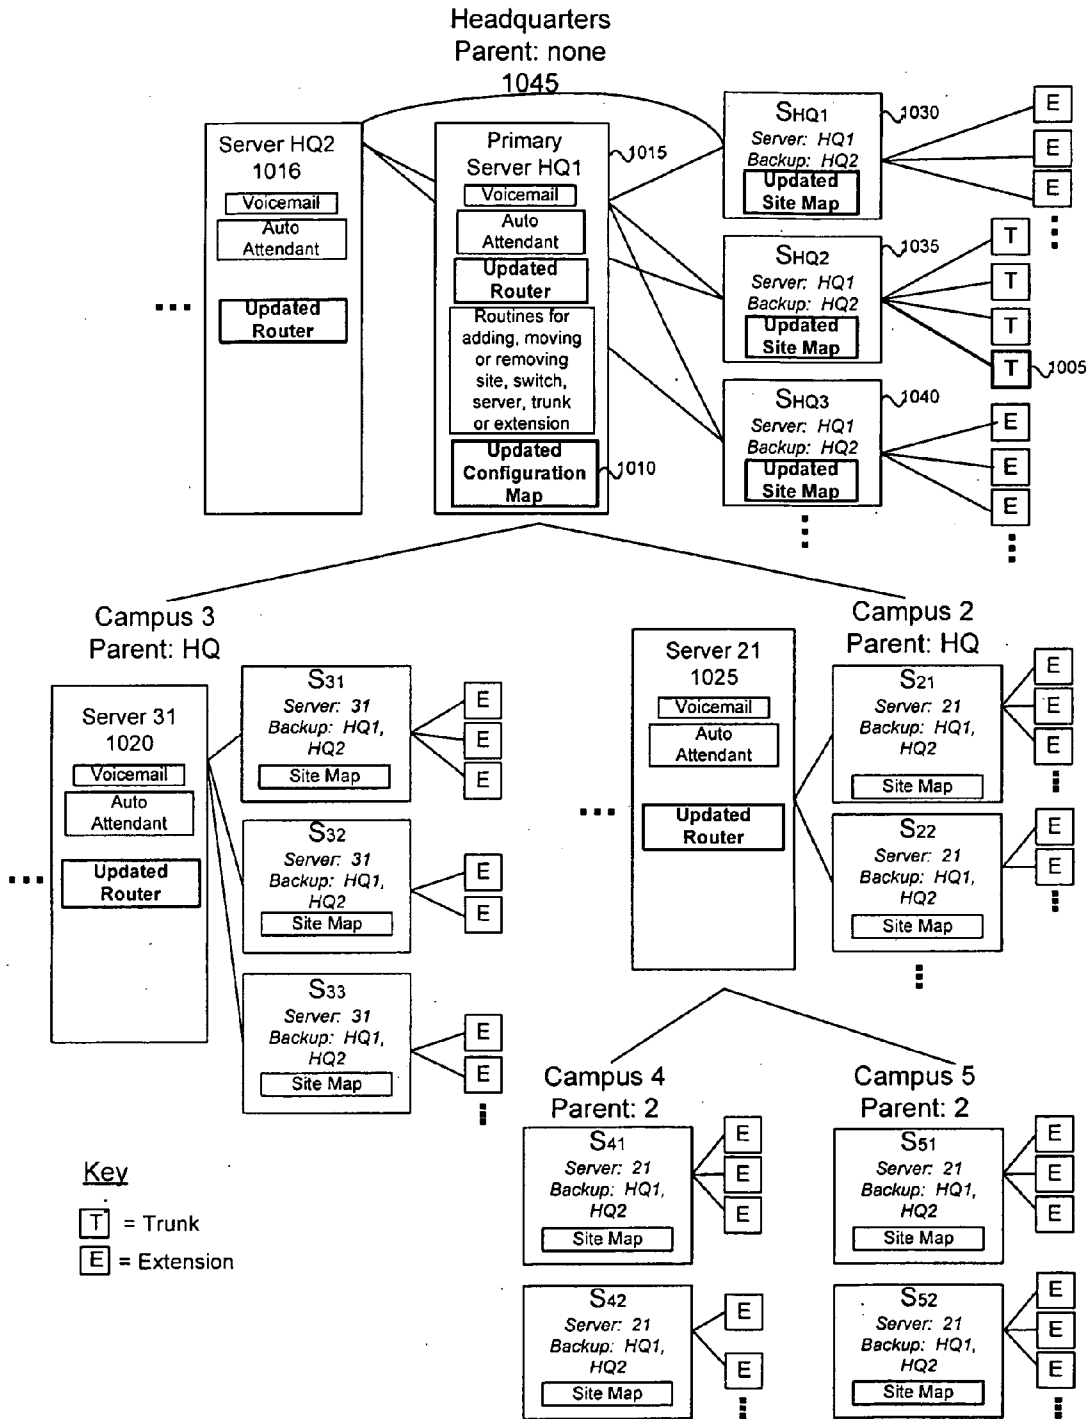 Headquarters
Parent: none
1045
Server HQ2
1016
Voicemail
Auto
Attendant
Updated
Router
Primary
Server HQ1
1015
Voicemail
Auto
Attendant
Updated
Router
Routines for
adding, moving
or removing
site, switch,
server, trunk
or extension
Updated
Configuration
Map
1010
SHQ1
1030
Server: HQ1
Backup: HQ2
Updated
Site Map
E
E
E
SHQ2
1035
Server: HQ1
Backup: HQ2
Updated
Site Map
T
T
T
T
1005
SHQ3
1040
Server: HQ1
Backup: HQ2
Updated
Site Map
E
E
E
Campus 3
Parent: HQ
Server 31
1020
Voicemail
Auto
Attendant
Updated
Router
S31
Server: 31
Backup: HQ1,
HQ2
Site Map
E
E
E
S32
Server: 31
Backup: HQ1,
HQ2
Site Map
E
E
S33
Server: 31
Backup: HQ1,
HQ2
Site Map
E
E
Campus 2
Parent: HQ
Server 21
1025
Voicemail
Auto
Attendant
Updated
Router
S21
Server: 21
Backup: HQ1,
HQ2
Site Map
E
E
E
S22
Server: 21
Backup: HQ1,
HQ2
Site Map
E
E
Campus 4
Parent: 2
S41
Server: 21
Backup: HQ1,
HQ2
Site Map
E
E
E
S42
Server: 21
Backup: HQ1,
HQ2
Site Map
E
E
Campus 5
Parent: 2
S51
Server: 21
Backup: HQ1,
HQ2
Site Map
E
E
E
S52
Server: 21
Backup: HQ1,
HQ2
Site Map
E
E
E
Key
T = Trunk
E = Extension